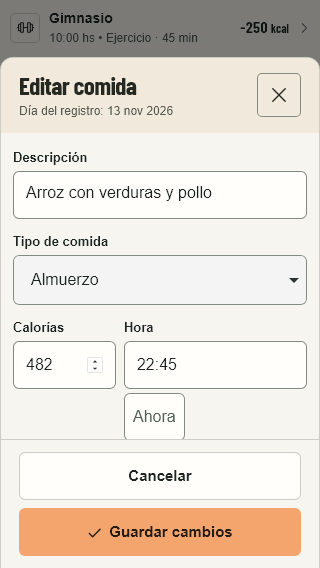 Gimnasio
10:00 hs • Ejercicio · 45 min
-250 kcal
Editar comida
Día del registro: 13 nov 2026
Descripción
Arroz con verduras y pollo
Tipo de comida
Almuerzo
Calorías
Hora
482
22:45
Ahora
Cancelar
Guardar cambios